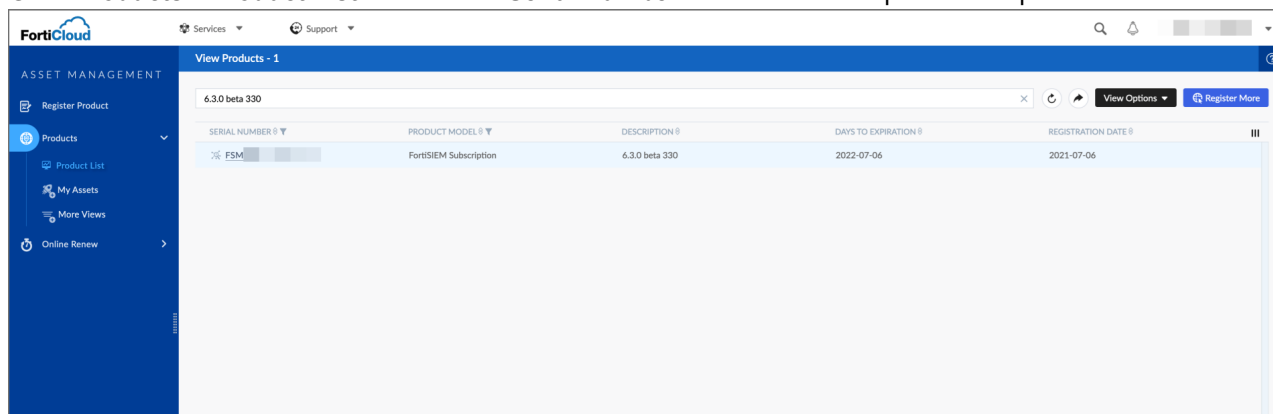 FortiCloud
Services
Support
ASSET MANAGEMENT
Register Product
Products
Product List
My Assets
More Views
Online Renew
View Products - 1
6.3.0 beta 330
View Options
Register More
SERIAL NUMBER
PRODUCT MODEL
DESCRIPTION
DAYS TO EXPIRATION
REGISTRATION DATE
FSM
FortiSIEM Subscription
6.3.0 beta 330
2022-07-06
2021-07-06